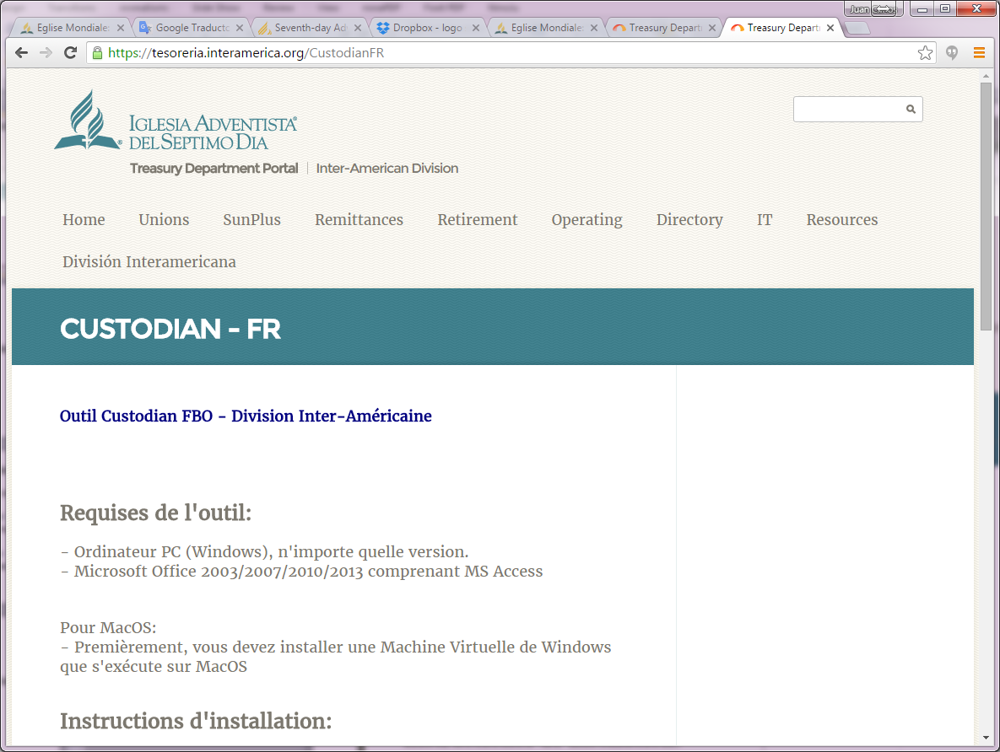 Juan Carlos
Eglise Mondiale:
Google Traducto
Seventh-day Ad
Dropbox - logo
Eglise Mondiale:
Treasury Depart
Treasury Depart
https://tesoreria.interamerica.org/CustodianFR
IGLESIA ADVENTISTA®
DEL SEPTIMO DIA
Treasury Department Portal | Inter-American Division
Home Unions SunPlus Remittances Retirement Operating Directory IT Resources
División Interamericana
CUSTODIAN - FR
Outil Custodian FBO - Division Inter-Américaine
Requises de l'outil:
- Ordinateur PC (Windows), n'importe quelle version.
- Microsoft Office 2003/2007/2010/2013 comprenant MS Access
Pour MacOS:
- Premièrement, vous devez installer une Machine Virtuelle de Windows
que s'exécute sur MacOS
Instructions d'installation: